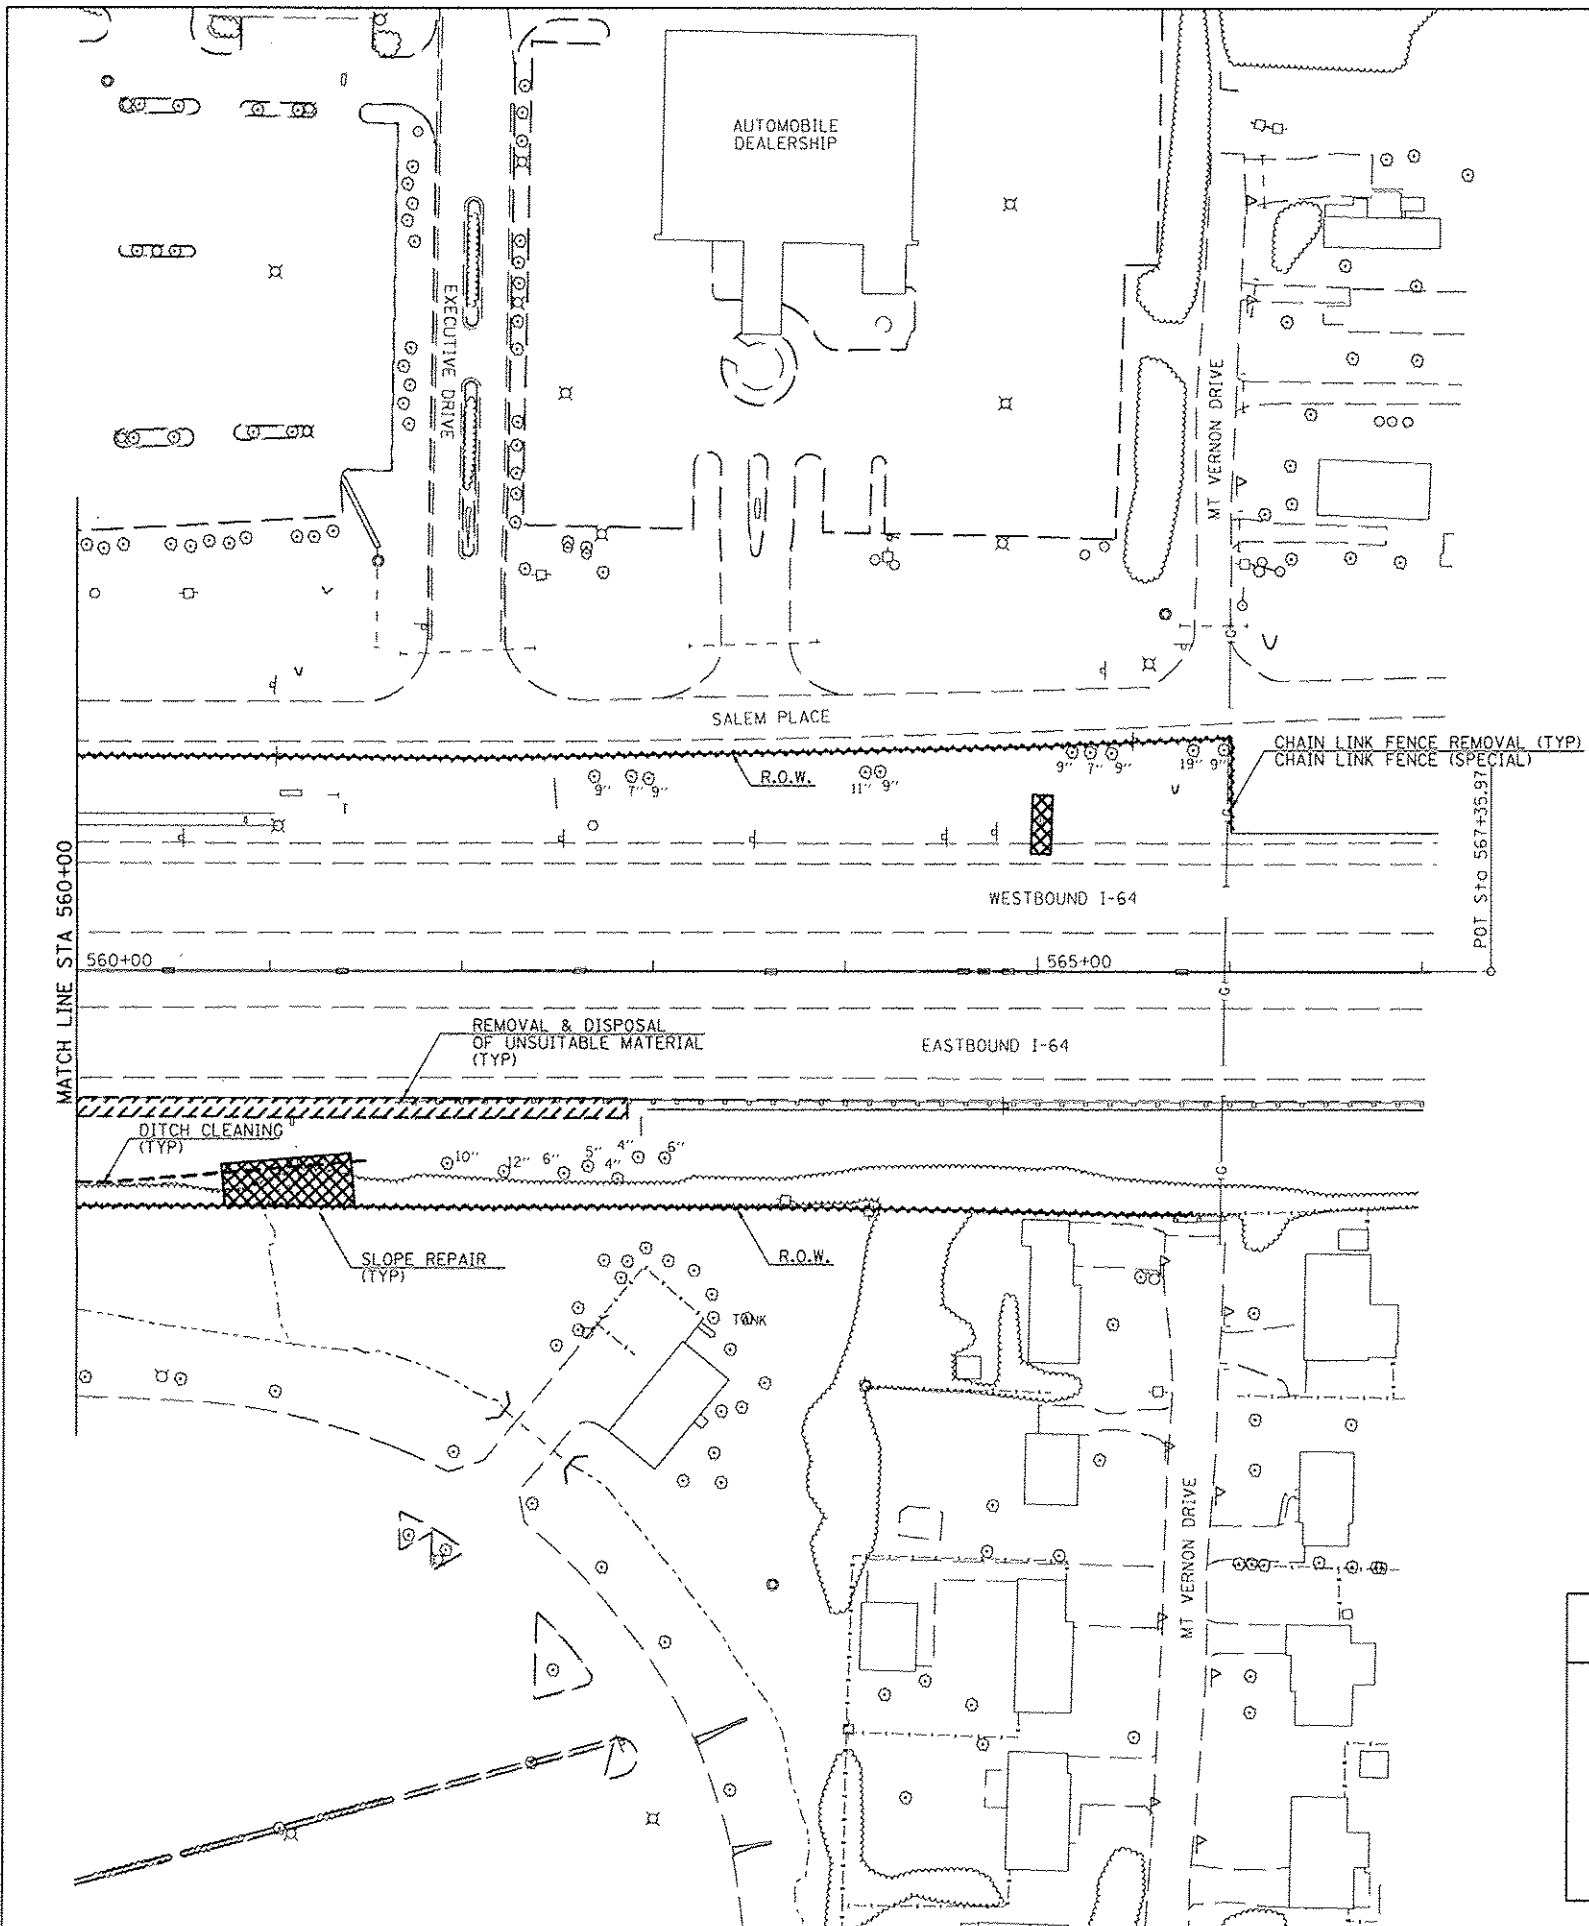 AUTOMOBILE
DEALERSHIP
EXECUTIVE DRIVE
MT VERNON DRIVE
SALEM PLACE
CHAIN LINK FENCE REMOVAL (TYP)
CHAIN LINK FENCE (SPECIAL)
R.O.W.
9" 7" 9"
11" 9"
9" 7" 9"
19" 9"
G
G
POT Sta 567+35.97
WESTBOUND I-64
MATCH LINE STA 560+00
560+00
565+00
G
REMOVAL & DISPOSAL
OF UNSUITABLE MATERIAL
(TYP)
EASTBOUND I-64
DITCH CLEANING
(TYP)
10"
12"
6"
5"
4"
4"
6"
G
SLOPE REPAIR
(TYP)
R.O.W.
TANK
MT VERNON DRIVE